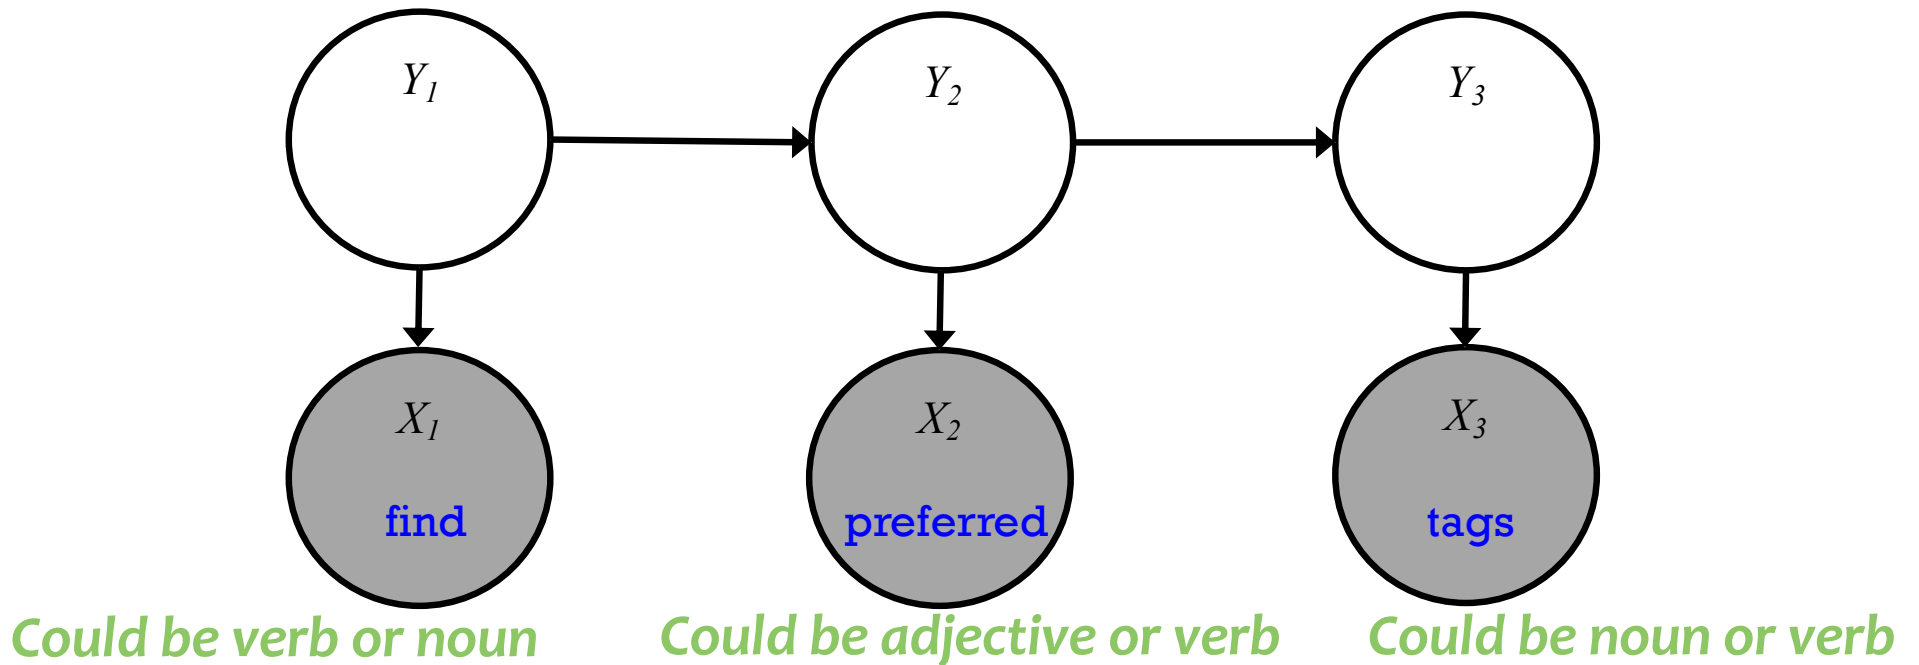 Y1 Y2 Y3
X1 X2 X3
find preferred tags
Could be verb or noun Could be adjective or verb Could be noun or verb